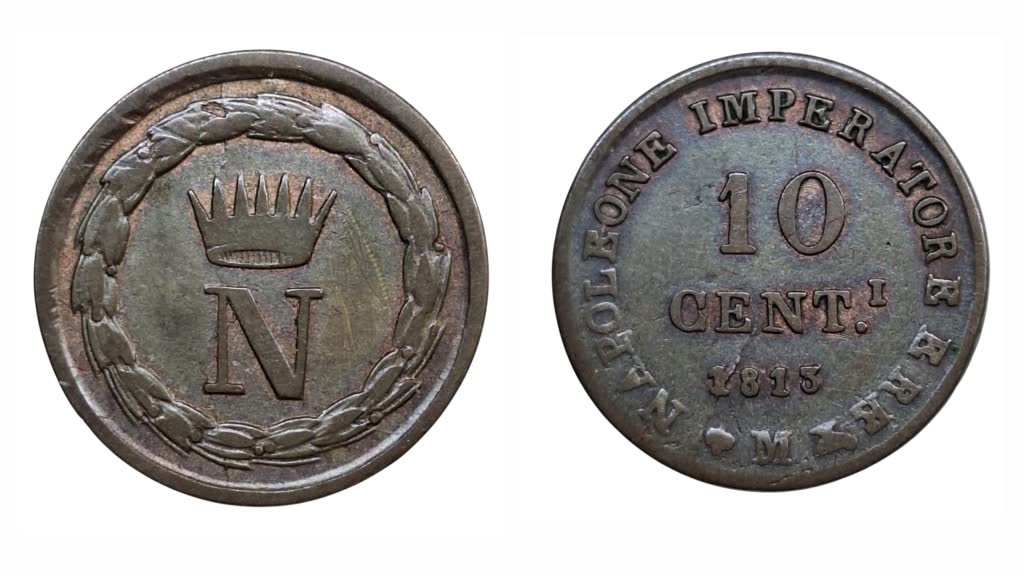 N
NAPOLEONE IMPERATORE E RE
10
CENT.I
1813
M